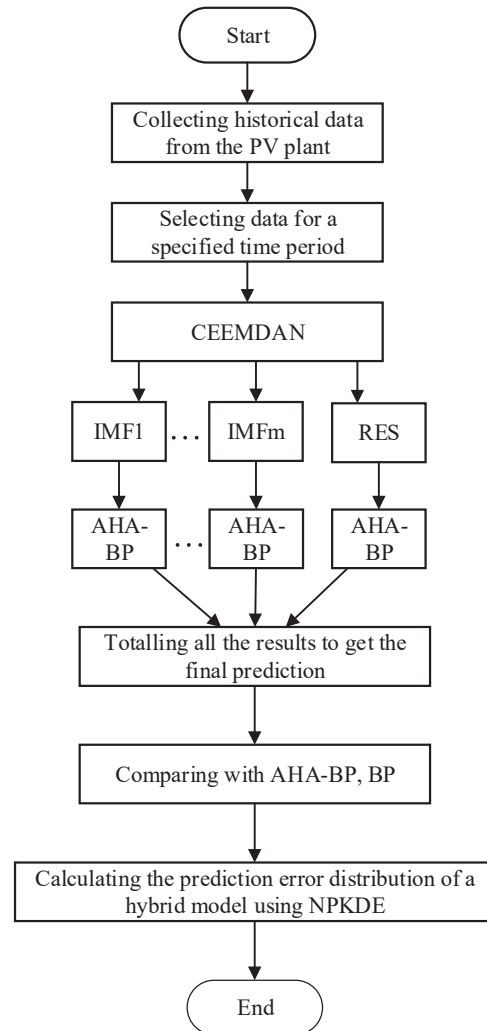 Start
Collecting historical data
from the PV plant
Selecting data for a
specified time period
CEEMDAN
IMF1 ... IMFm RES
AHA-
BP
...
AHA-
BP
AHA-
BP
Totalling all the results to get the
final prediction
Comparing with AHA-BP, BP
Calculating the prediction error distribution of a
hybrid model using NPKDE
End